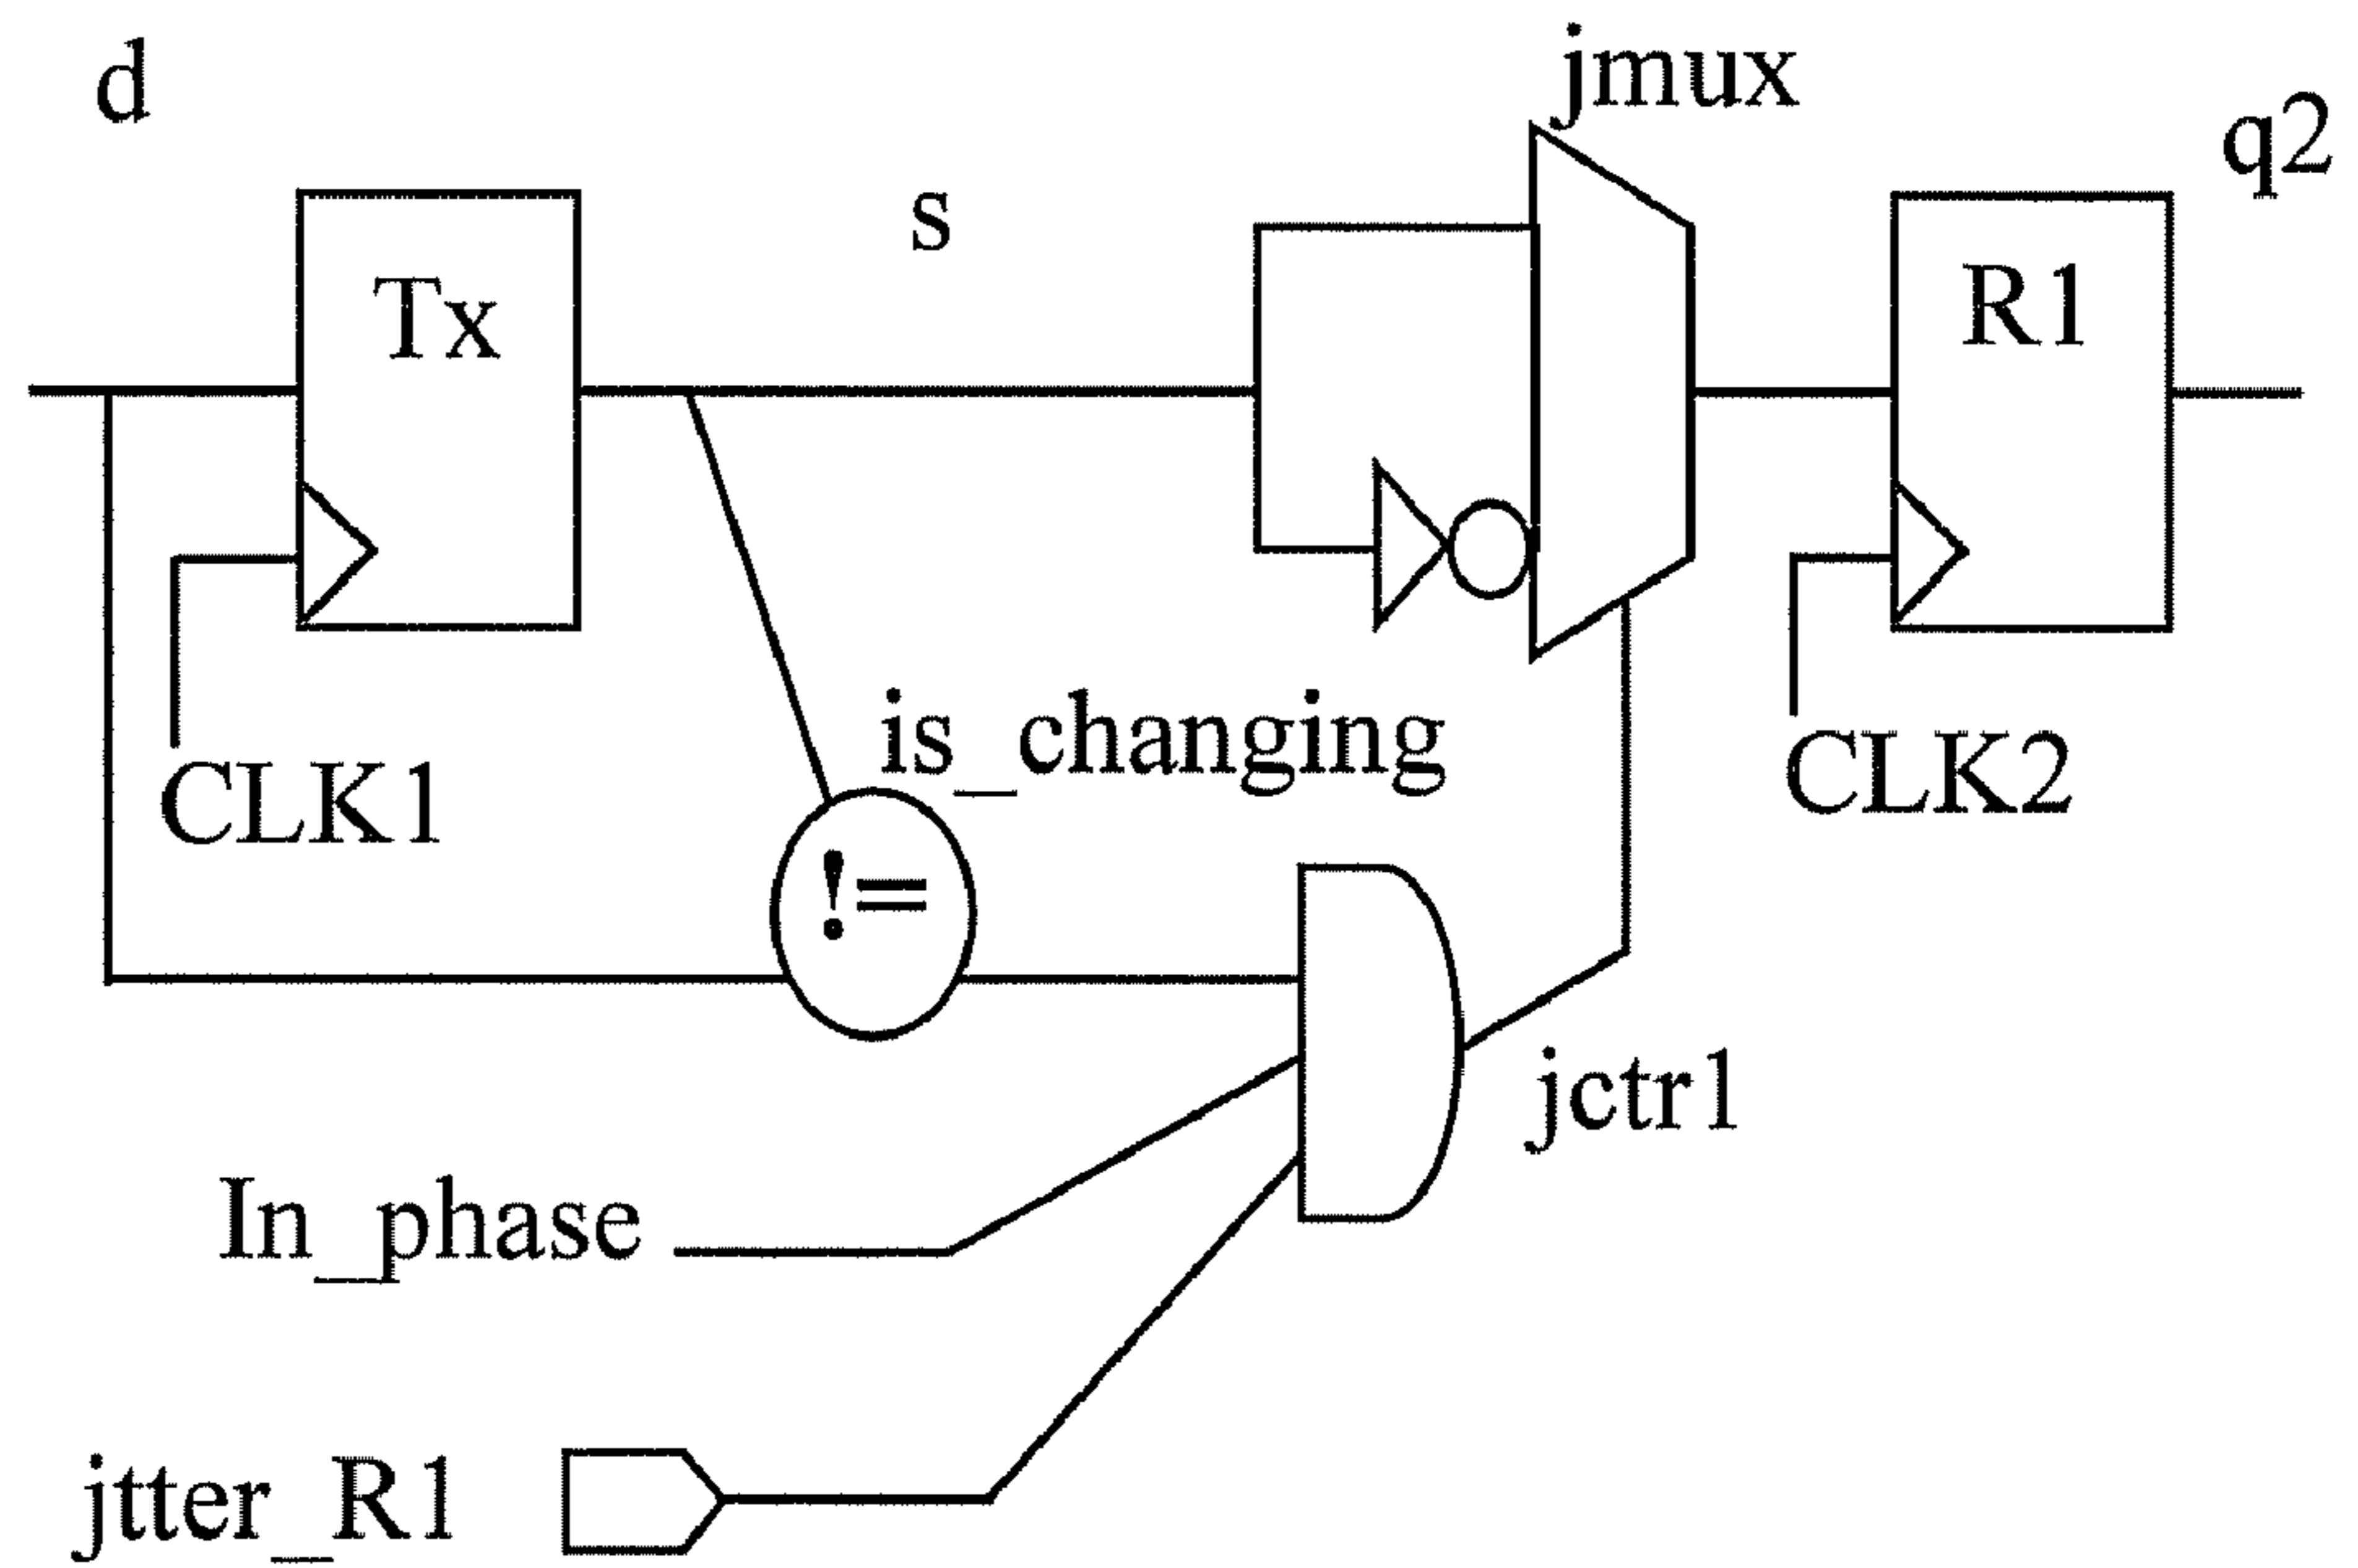 d
jmux
q2
s
Tx
R1
is_changing
CLK1
CLK2
!=
jctr1
In_phase
jtter_R1